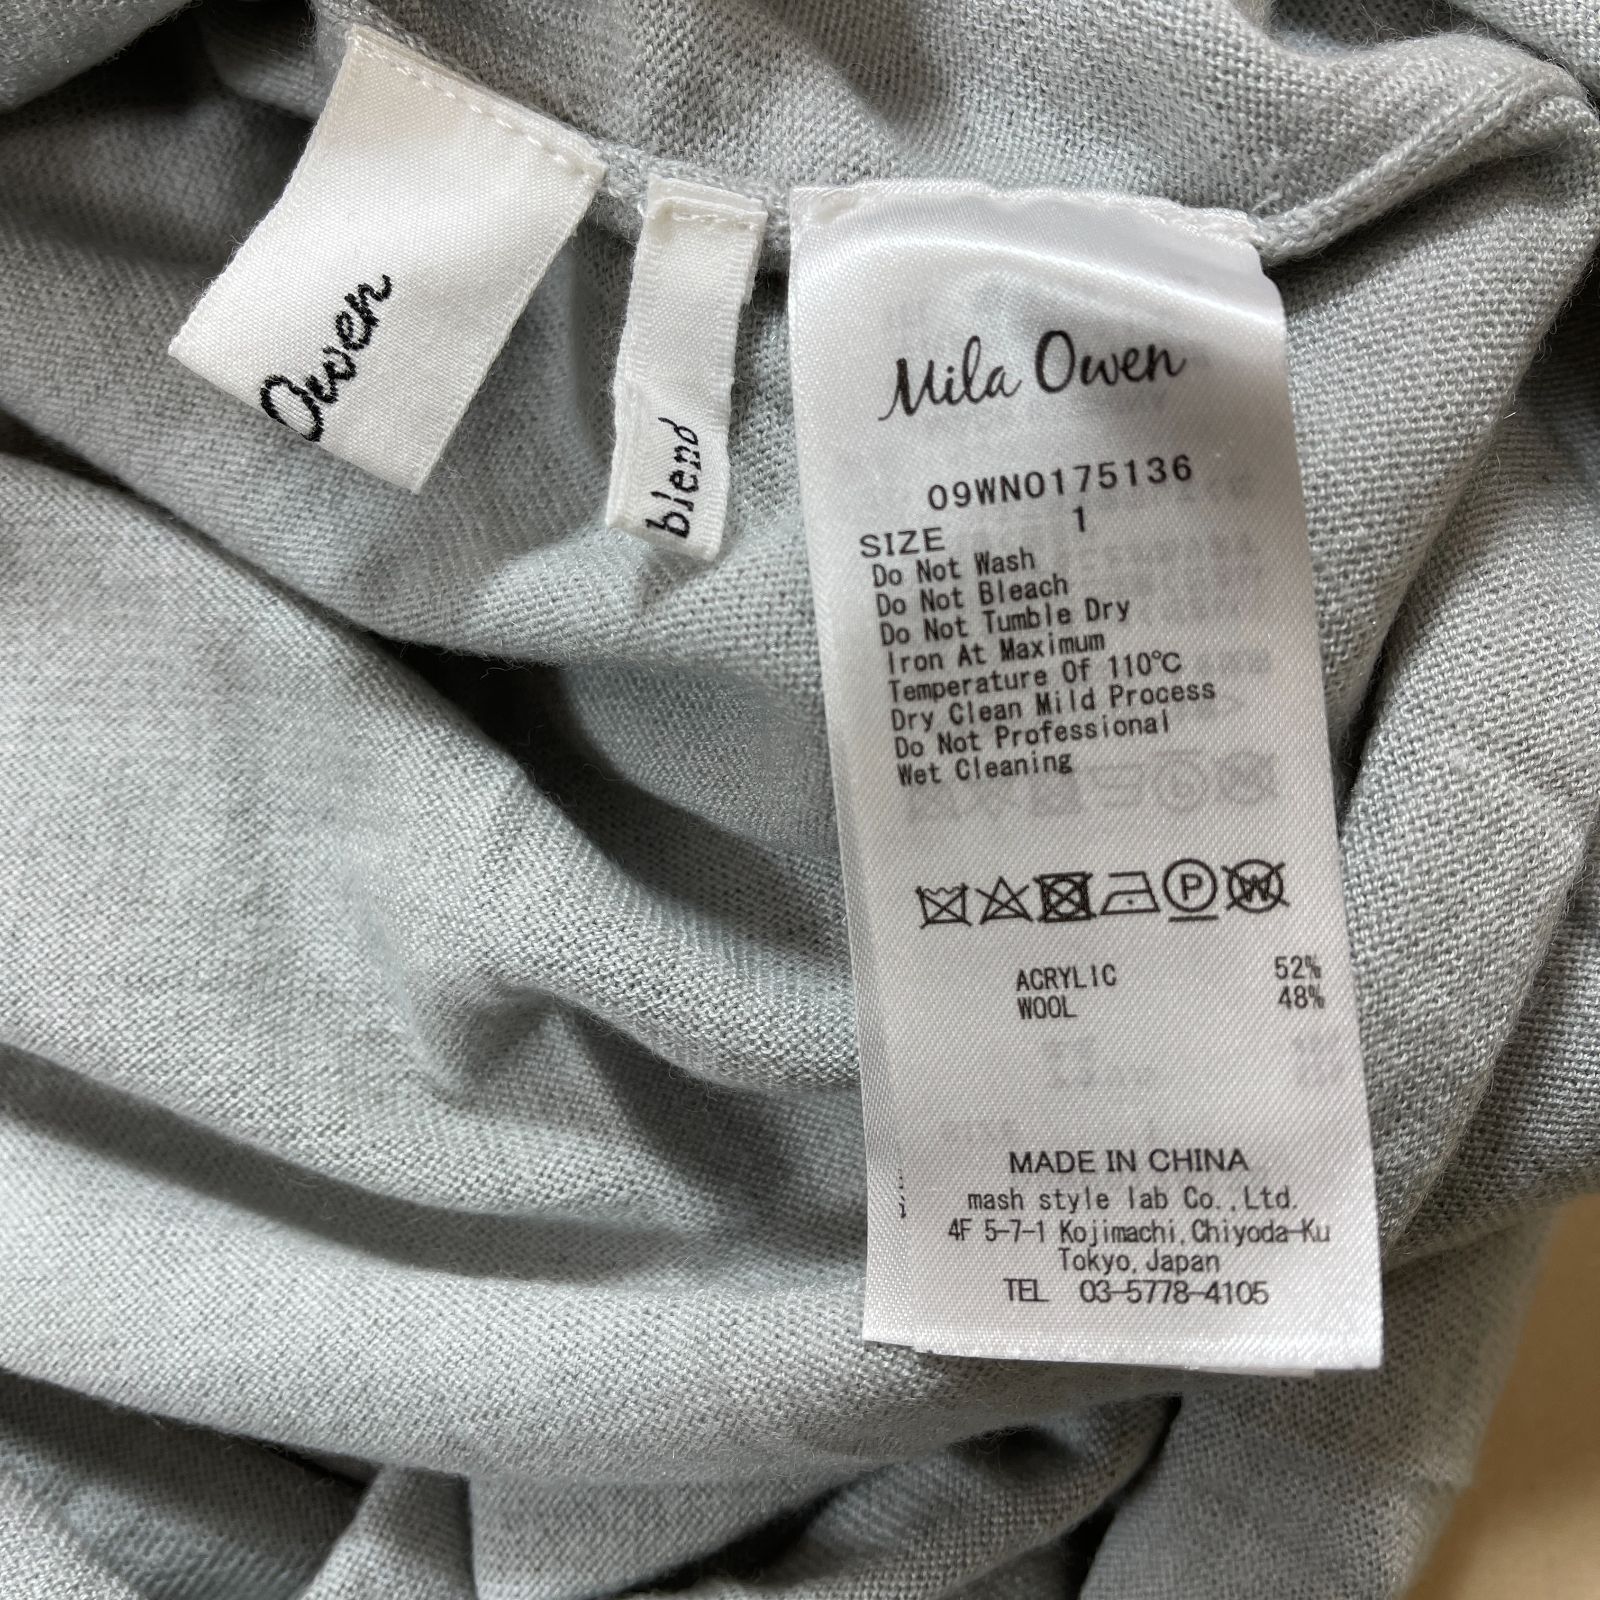 Owen
blend
Mila Owen
09WN0175136
SIZE 1
Do Not Wash
Do Not Bleach
Do Not Tumble Dry
Iron At Maximum
Temperature Of 110℃
Dry Clean Mild Process
Do Not Professional
Wet Cleaning
P W
ACRYLIC 52%
WOOL 48%
MADE IN CHINA
mash style lab Co.,Ltd.
4F 5-7-1 Kojimachi,Chiyoda-Ku
Tokyo,Japan
TEL 03-5778-4105